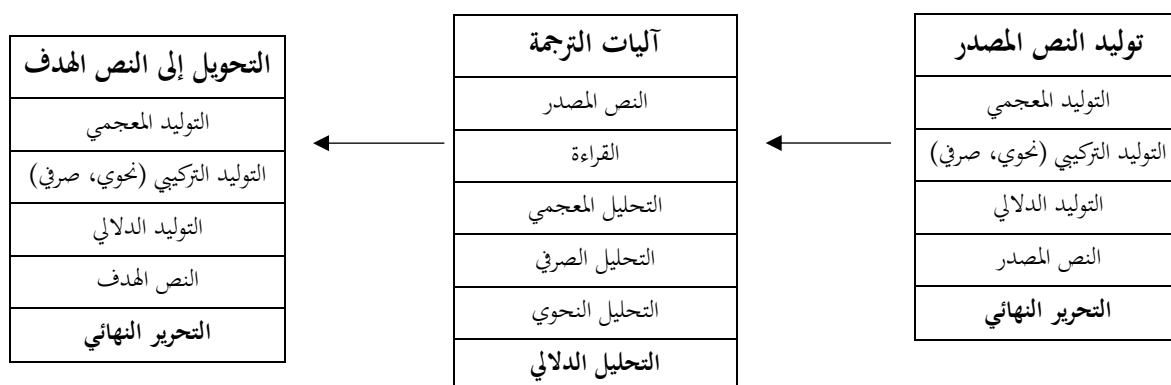 توليد النص المصدر
التوليد المعجمي
التوليد التركيبي (نحوي، صرفي)
التوليد الدلالي
النص المصدر
التحرير النهائي
آليات الترجمة
النص المصدر
القراءة
التحليل المعجمي
التحليل الصرفي
التحليل النحوي
التحليل الدلالي
التحويل إلى النص الهدف
التوليد المعجمي
التوليد التركيبي (نحوي، صرفي)
التوليد الدلالي
النص الهدف
التحرير النهائي